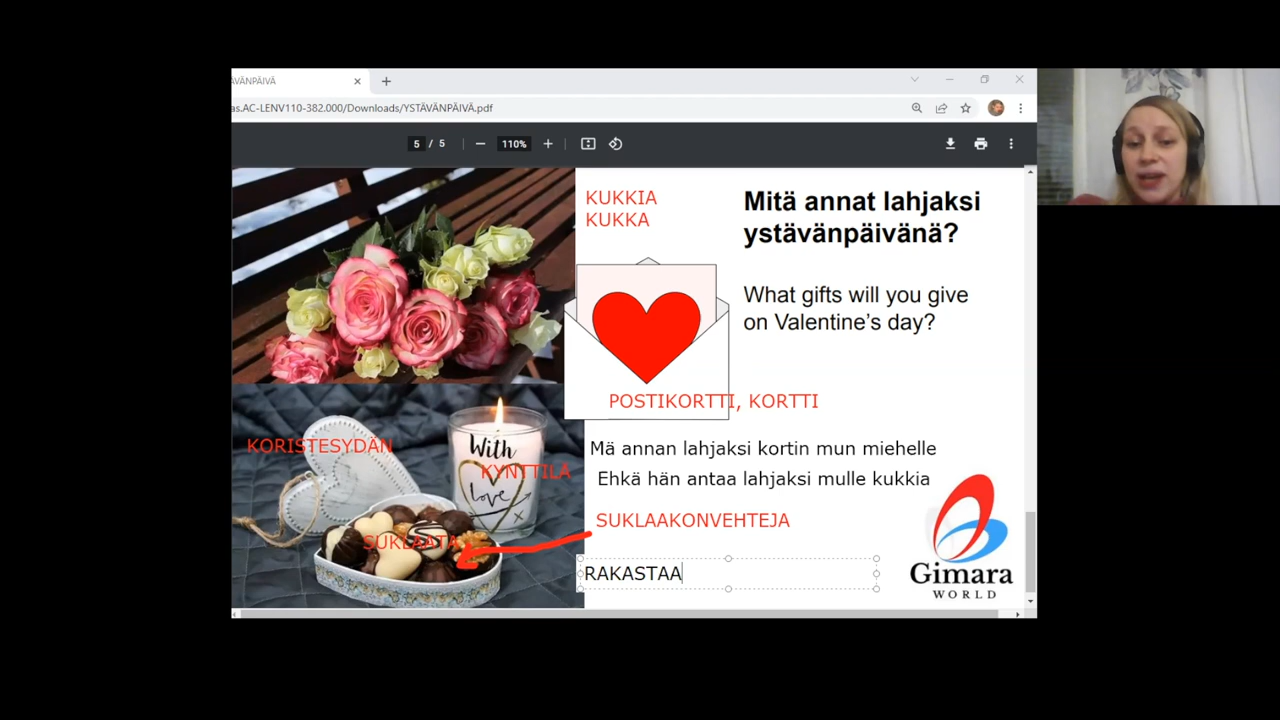 ÄVÄNPÄIVÄ
as.AC-LENV110-382.000/Downloads/YSTÄVÄNPÄIVÄ.pdf
5 / 5
110%
KUKKIA
KUKKA
Mitä annat lahjaksi
ystävänpäivänä?
What gifts will you give
on Valentine's day?
POSTIKORTTI, KORTTI
KORISTESYDÄN
With
KYNTTILÄ
love
Mä annan lahjaksi kortin mun miehelle
Ehkä hän antaa lahjaksi mulle kukkia
SUKLAAKONVEHTEJA
SUKLAATA
RAKASTAA
Gimara
WORLD